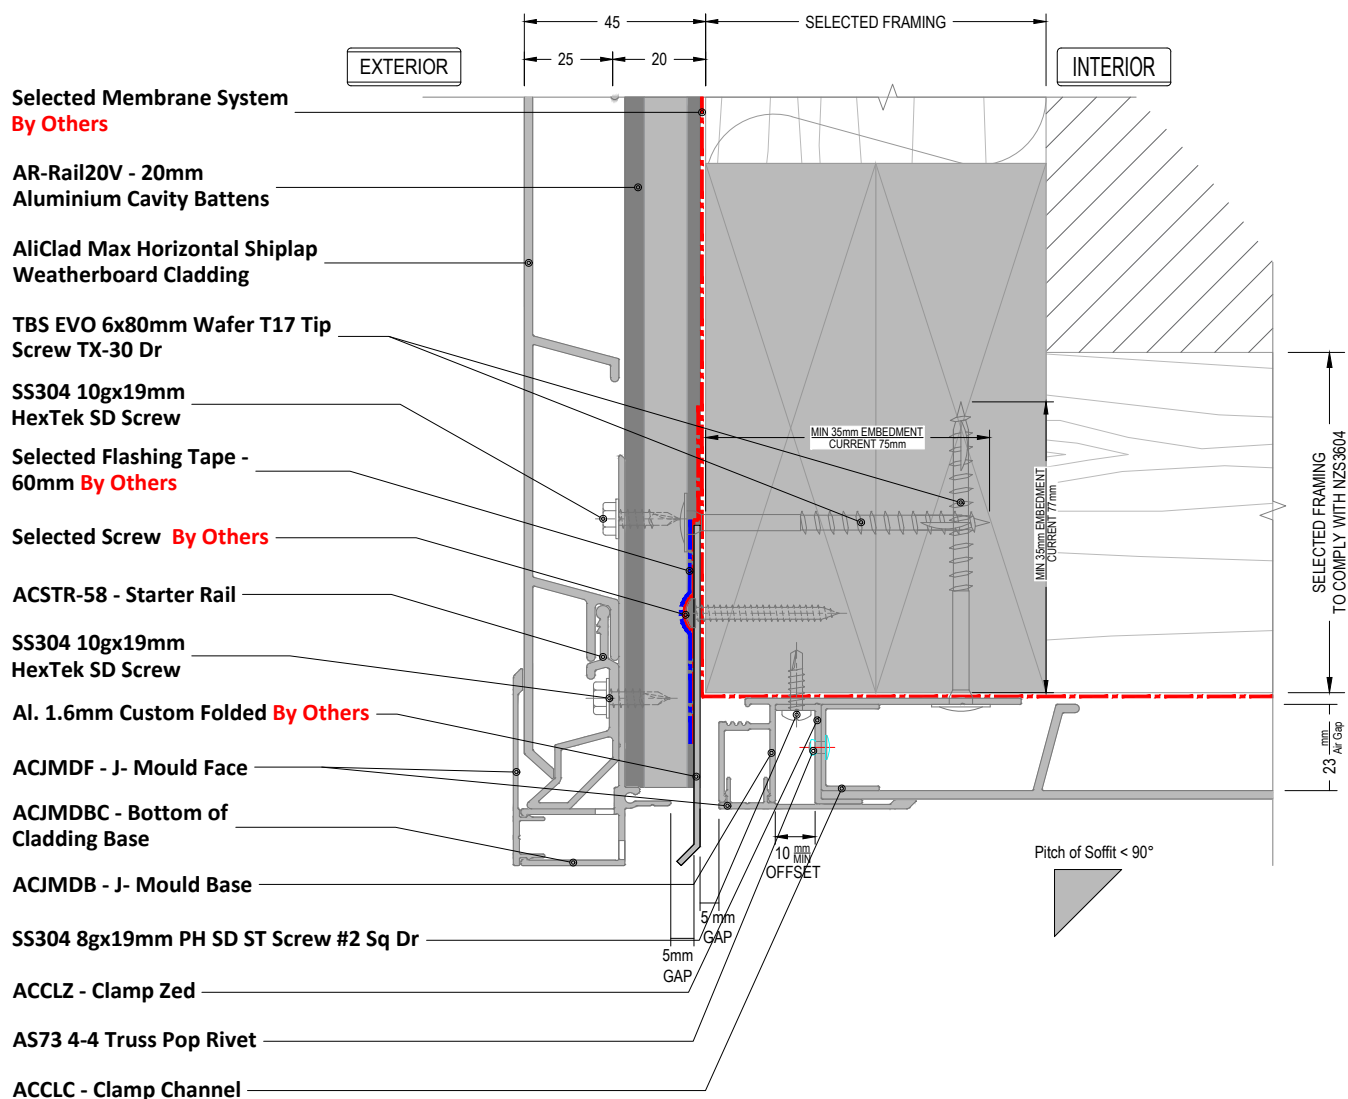 45
SELECTED FRAMING
EXTERIOR
25
20
INTERIOR
Selected Membrane System
By Others
AR-Rail20V - 20mm
Aluminium Cavity Battens
AliClad Max Horizontal Shiplap
Weatherboard Cladding
TBS EVO 6x80mm Wafer T17 Tip
Screw TX-30 Dr
SS304 10gx19mm
HexTek SD Screw
Selected Flashing Tape -
60mm By Others
Selected Screw By Others
ACSTR-58 - Starter Rail
SS304 10gx19mm
HexTek SD Screw
Al. 1.6mm Custom Folded By Others
ACJMDF - J- Mould Face
ACJMDBC - Bottom of
Cladding Base
ACJMDB - J- Mould Base
SS304 8gx19mm PH SD ST Screw #2 Sq Dr
ACCLZ - Clamp Zed
AS73 4-4 Truss Pop Rivet
ACCLC - Clamp Channel
MIN 35mm EMBEDMENT
CURRENT 75mm
MIN 35mm EMBEDMENT
CURRENT 77mm
SELECTED FRAMING
TO COMPLY WITH NZS3604
23 mm
Air Gap
10 mm
MIN
OFFSET
Pitch of Soffit < 90°
5 mm
GAP
5mm
GAP